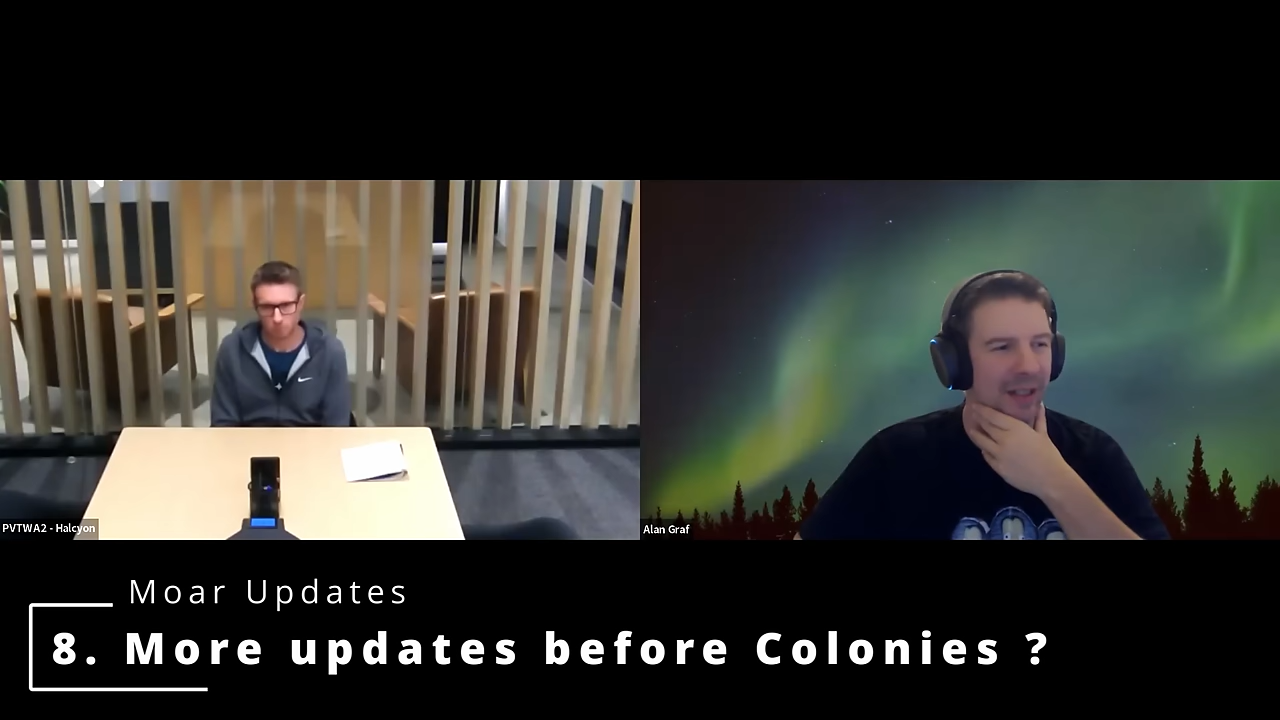 PVTWA2 - Halcyon
Alan Graf
Moar Updates
8. More updates before Colonies ?